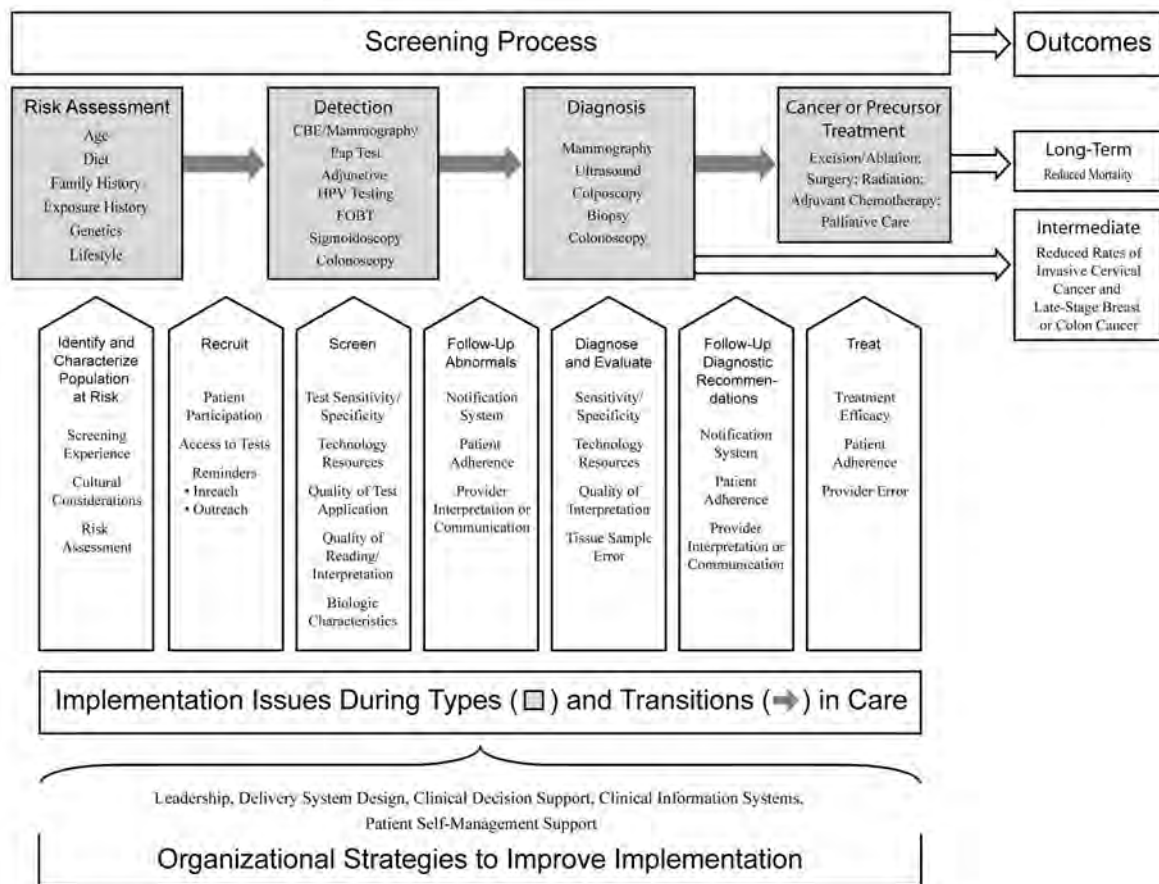 Screening Process
Outcomes
Risk Assessment
Age
Diet
Family History
Exposure History
Genetics
Lifestyle
Detection
CBE/Mammography
Pap Test
Adjunctive
HPV Testing
FOBT
Sigmoidoscopy
Colonoscopy
Diagnosis
Mammography
Ultrasound
Colposcopy
Biopsy
Colonoscopy
Cancer or Precursor
Treatment
Excision/Ablation;
Surgery; Radiation;
Adjuvant Chemotherapy;
Palliative Care
Long-Term
Reduced Mortality
Intermediate
Reduced Rates of
Invasive Cervical
Cancer and
Late-Stage Breast
or Colon Cancer
Identify and
Characterize
Population
at Risk
Screening
Experience
Cultural
Considerations
Risk
Assessment
Recruit
Patient
Participation
Access to Tests
Reminders
• Inreach
• Outreach
Screen
Test Sensitivity/
Specificity
Technology
Resources
Quality of Test
Application
Quality of
Reading/
Interpretation
Biologic
Characteristics
Follow-Up
Abnormals
Notification
System
Patient
Adherence
Provider
Interpretation or
Communication
Diagnose
and Evaluate
Sensitivity/
Specificity
Technology
Resources
Quality of
Interpretation
Tissue Sample
Error
Follow-Up
Diagnostic
Recommen-
dations
Notification
System
Patient
Adherence
Provider
Interpretation or
Communication
Treat
Treatment
Efficacy
Patient
Adherence
Provider Error
Implementation Issues During Types ( ) and Transitions ( ) in Care
Leadership, Delivery System Design, Clinical Decision Support, Clinical Information Systems,
Patient Self-Management Support
Organizational Strategies to Improve Implementation